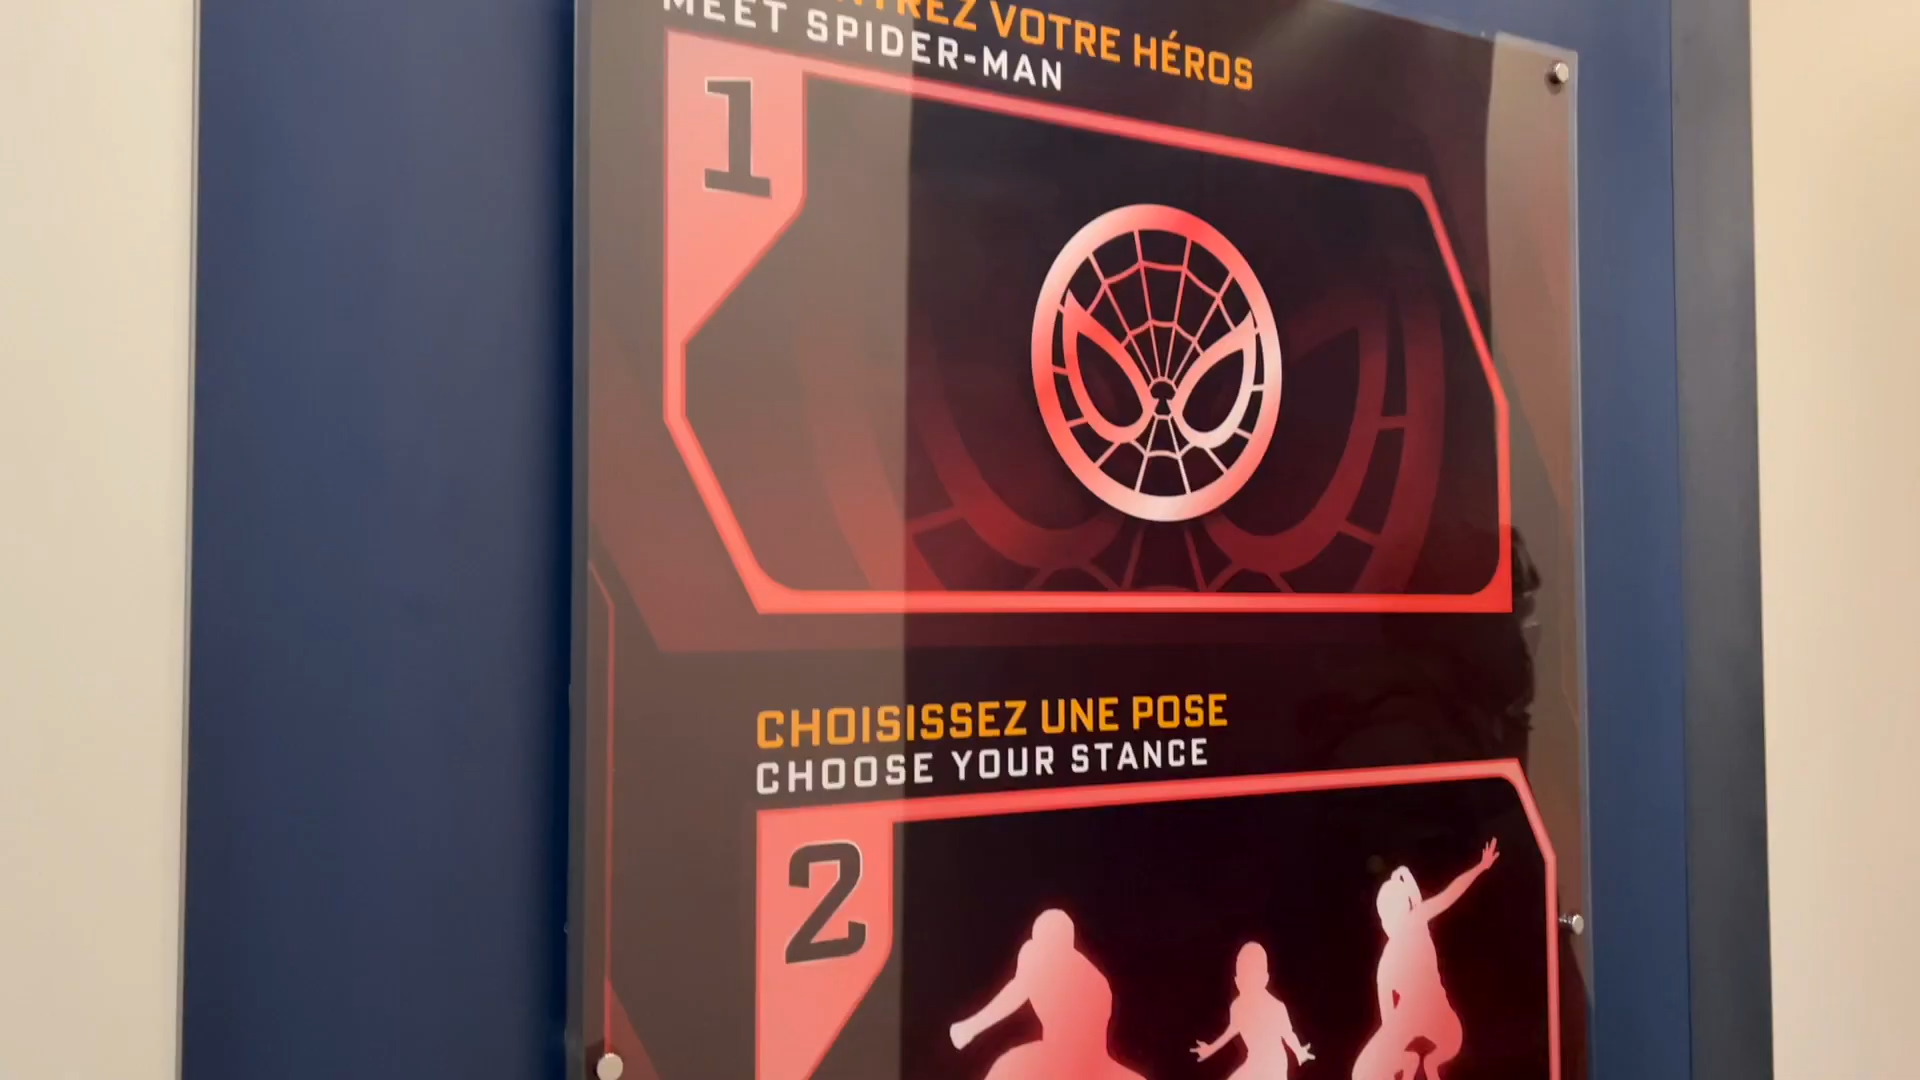 VOTRE HÉROS
MEET SPIDER-MAN
1
CHOISISSEZ UNE POSE
CHOOSE YOUR STANCE
2